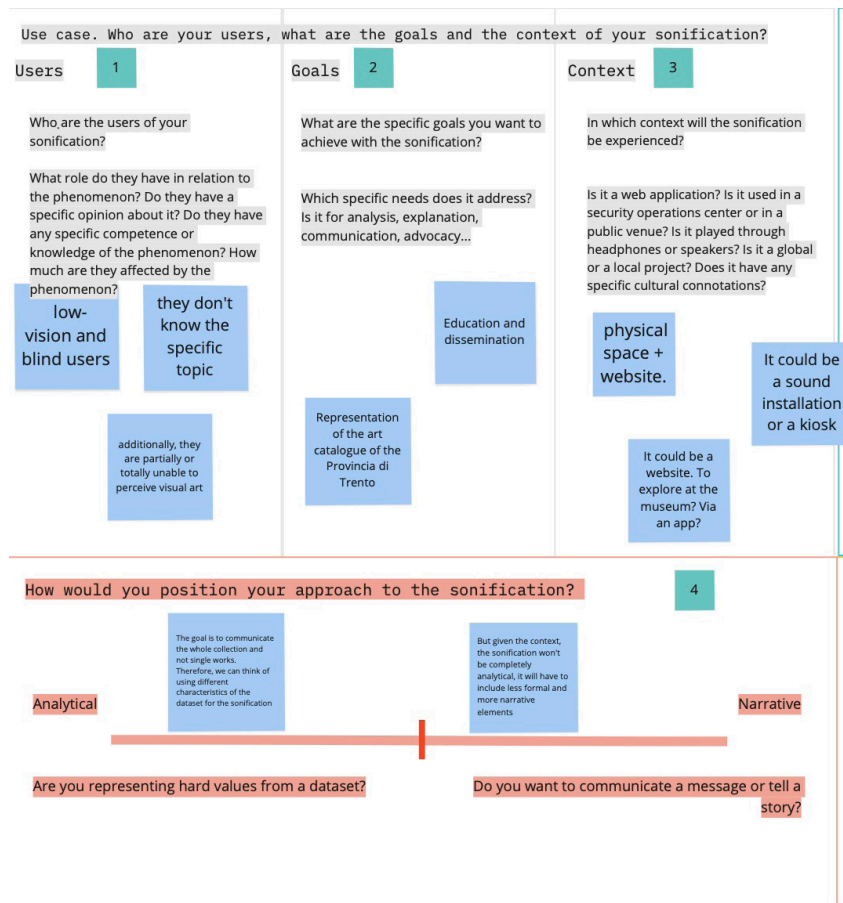 Use case. Who are your users, what are the goals and the context of your sonification?
Users
1
Who are the users of your
sonification?
What role do they have in relation to
the phenomenon? Do they have a
specific opinion about it? Do they have
any specific competence or
knowledge of the phenomenon? How
much are they affected by the
phenomenon?
low-
vision and
blind users
they don't
know the
specific
topic
additionally, they
are partially or
totally unable to
perceive visual art
Goals
2
What are the specific goals you want to
achieve with the sonification?
Which specific needs does it address?
Is it for analysis, explanation,
communication, advocacy...
Education and
dissemination
Representation
of the art
catalogue of the
Provincia di
Trento
Context
3
In which context will the sonification
be experienced?
Is it a web application? Is it used in a
security operations center or in a
public venue? Is it played through
headphones or speakers? Is it a global
or a local project? Does it have any
specific cultural connotations?
physical
space +
website.
It could be
a sound
installation
or a kiosk
It could be a
website. To
explore at the
museum? Via
an app?
How would you position your approach to the sonification?
4
The goal is to communicate
the whole collection and
not single works.
Therefore, we can think of
using different
characteristics of the
dataset for the sonification
But given the context,
the sonification won't
be completely
analytical, it will have to
include less formal and
more narrative
elements
Analytical
Narrative
Are you representing hard values from a dataset?
Do you want to communicate a message or tell a
story?